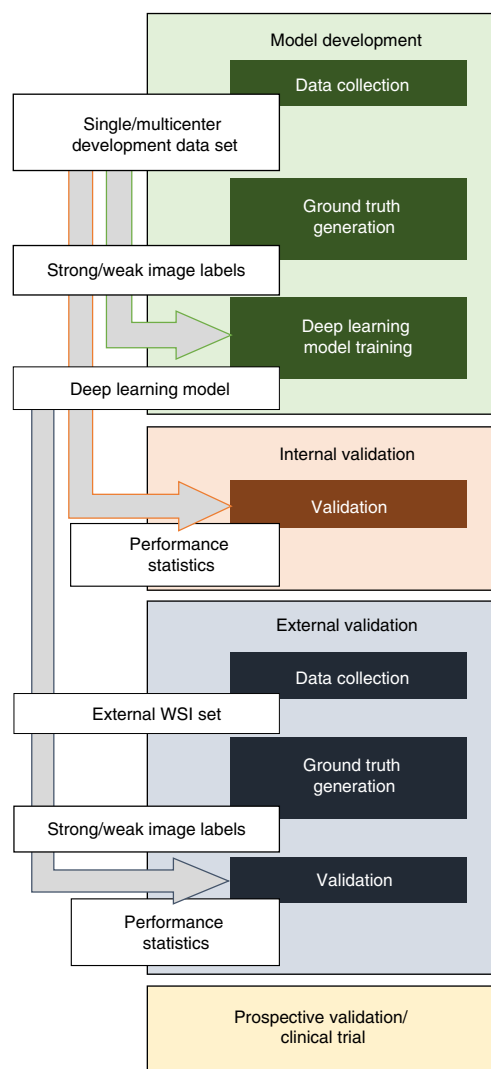 Model development
Data collection
Single/multicenter
development data set
Ground truth
generation
Strong/weak image labels
Deep learning
model training
Deep learning model
Internal validation
Validation
Performance
statistics
External validation
Data collection
External WSI set
Ground truth
generation
Strong/weak image labels
Validation
Performance
statistics
Prospective validation/
clinical trial